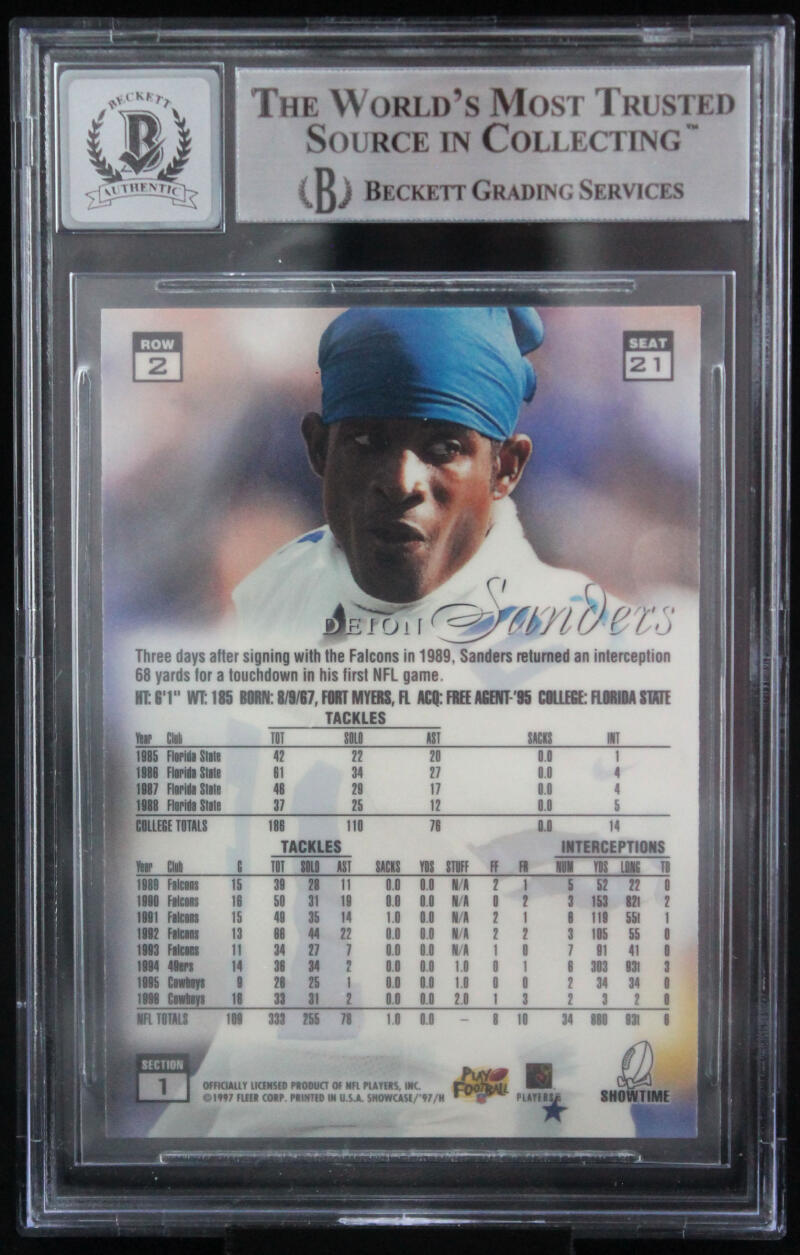 BECKETT
B
AUTHENTIC
THE WORLD'S MOST TRUSTED
SOURCE IN COLLECTING™
B BECKETT GRADING SERVICES
ROW
2
SEAT
21
DEION Sanders
Three days after signing with the Falcons in 1989, Sanders returned an interception
68 yards for a touchdown in his first NFL game.
HT: 6'1" WT: 185 BORN: 8/9/67, FORT MYERS, FL ACQ: FREE AGENT-'95 COLLEGE: FLORIDA STATE
TACKLES
Year Club TOT SOLO AST SACKS INT
1985 Florida State 42 22 20 0.0 1
1986 Florida State 61 34 27 0.0 4
1987 Florida State 46 29 17 0.0 4
1988 Florida State 37 25 12 0.0 5
COLLEGE TOTALS 186 110 76 0.0 14
TACKLES INTERCEPTIONS
Year Club G TOT SOLO AST SACKS YDS STUFF FF FR NUM YDS LONG TD
1989 Falcons 15 39 28 11 0.0 0.0 N/A 2 1 5 52 22 0
1990 Falcons 16 50 31 19 0.0 0.0 N/A 0 2 3 153 82t 2
1991 Falcons 15 49 35 14 1.0 0.0 N/A 2 1 6 119 55t 1
1992 Falcons 13 66 44 22 0.0 0.0 N/A 2 2 3 105 55 0
1993 Falcons 11 34 27 7 0.0 0.0 N/A 1 0 7 91 41 0
1994 49ers 14 36 34 2 0.0 0.0 1.0 0 1 6 303 93t 3
1995 Cowboys 9 26 25 1 0.0 0.0 1.0 0 0 2 34 34 0
1996 Cowboys 16 33 31 2 0.0 0.0 2.0 1 3 2 3 2 0
NFL TOTALS 109 333 255 78 1.0 0.0 – 8 10 34 860 93t 6
SECTION
1
OFFICIALLY LICENSED PRODUCT OF NFL PLAYERS, INC.
©1997 FLEER CORP. PRINTED IN U.S.A. SHOWCASE/'97/H
PLAY
FOOTBALL
PLAYERS
SHOWTIME